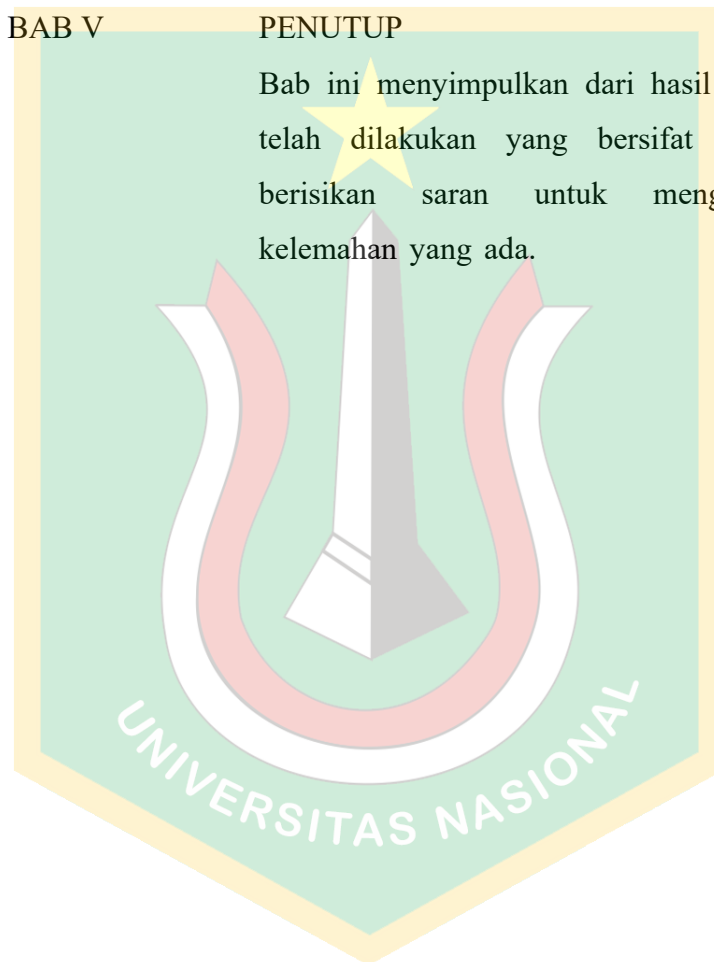 BAB V PENUTUP
Bab ini menyimpulkan dari hasil
telah dilakukan yang bersifat
berisikan saran untuk
kelemahan yang ada.
UNIVERSITAS NASIONAL